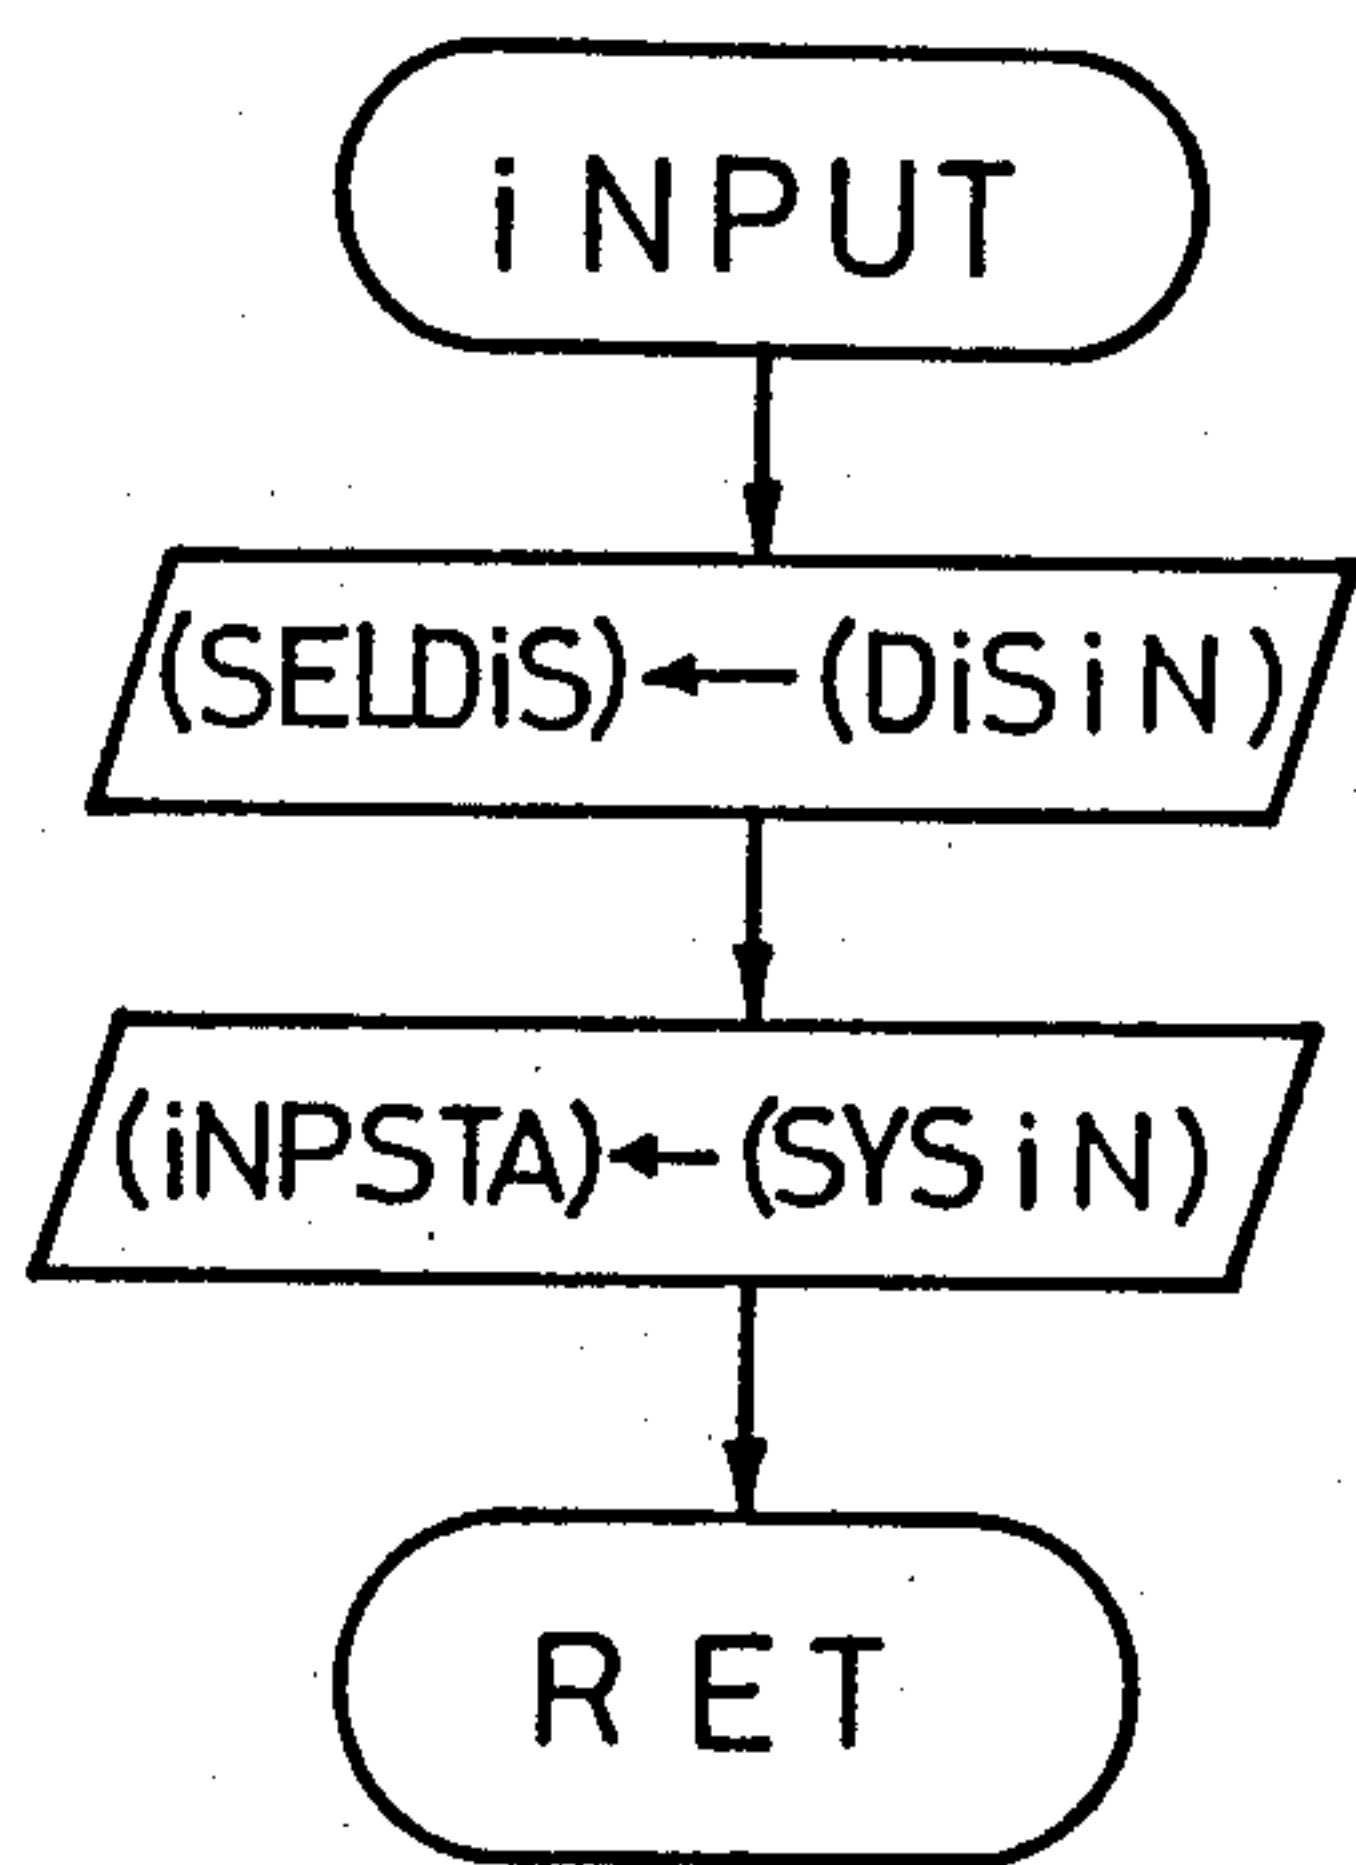 iNPUT
(SELDiS) ← (DiSiN)
(iNPSTA) ← (SYSiN)
RET